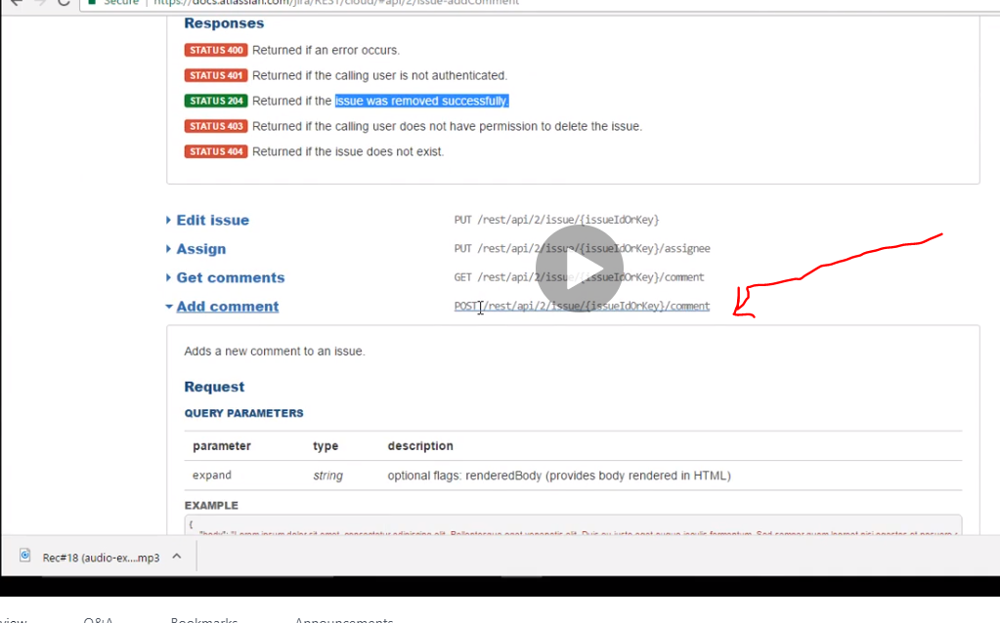 Secure | https://docs.atlassian.com/jira/REST/cloud/#api/2/issue-addComment
Responses
STATUS 400 Returned if an error occurs.
STATUS 401 Returned if the calling user is not authenticated.
STATUS 204 Returned if the issue was removed successfully.
STATUS 403 Returned if the calling user does not have permission to delete the issue.
STATUS 404 Returned if the issue does not exist.
Edit issue PUT /rest/api/2/issue/{issueIdOrKey}
Assign PUT /rest/api/2/issue/{issueIdOrKey}/assignee
Get comments GET /rest/api/2/issue/{issueIdOrKey}/comment
Add comment POST /rest/api/2/issue/{issueIdOrKey}/comment
Adds a new comment to an issue.
Request
QUERY PARAMETERS
parameter type description
expand string optional flags: renderedBody (provides body rendered in HTML)
EXAMPLE
{
"body": "Lorem ipsum dolor sit amet, consectetur adipiscing elit. Pellentesque eget venenatis elit. Duis eu justo eget augue iaculis fermentum. Sed semper quam laoreet nisi egestas at posuere
Rec#18 (audio-ex....mp3
Q&A Bookmarks Announcements